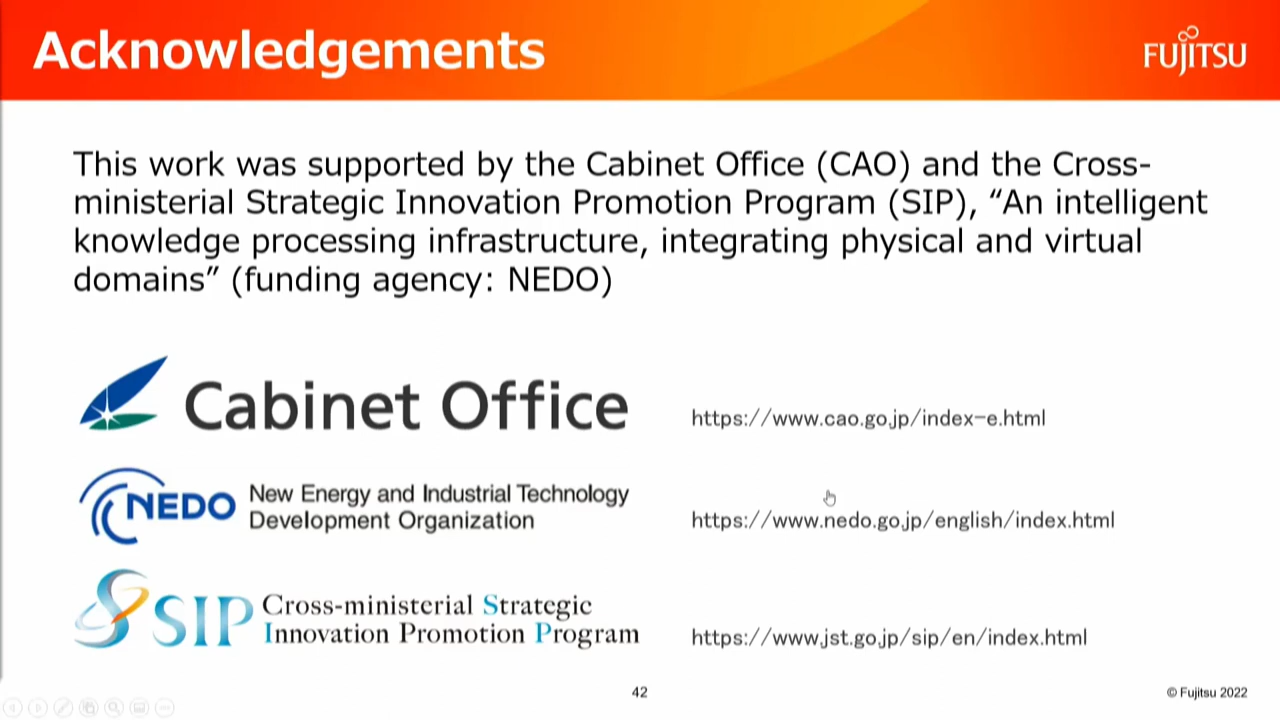 Acknowledgements
FUJITSU
This work was supported by the Cabinet Office (CAO) and the Cross-
ministerial Strategic Innovation Promotion Program (SIP), “An intelligent
knowledge processing infrastructure, integrating physical and virtual
domains” (funding agency: NEDO)
Cabinet Office
https://www.cao.go.jp/index-e.html
NEDO
New Energy and Industrial Technology
Development Organization
https://www.nedo.go.jp/english/index.html
SIP
Cross-ministerial Strategic
Innovation Promotion Program
https://www.jst.go.jp/sip/en/index.html
42
© Fujitsu 2022